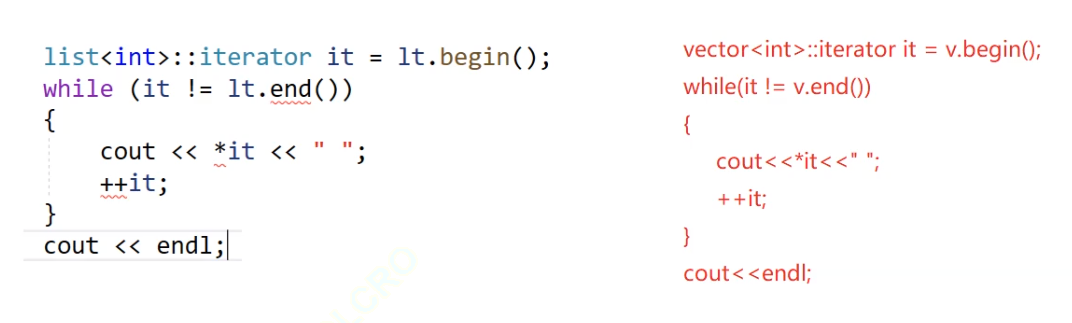 list<int>::iterator it = lt.begin();
while (it != lt.end())
{
    cout << *it << " ";
    ++it;
}
cout << endl;
vector<int>::iterator it = v.begin();
while(it != v.end())
{
    cout<<*it<<" ";
    ++it;
}
cout<<endl;